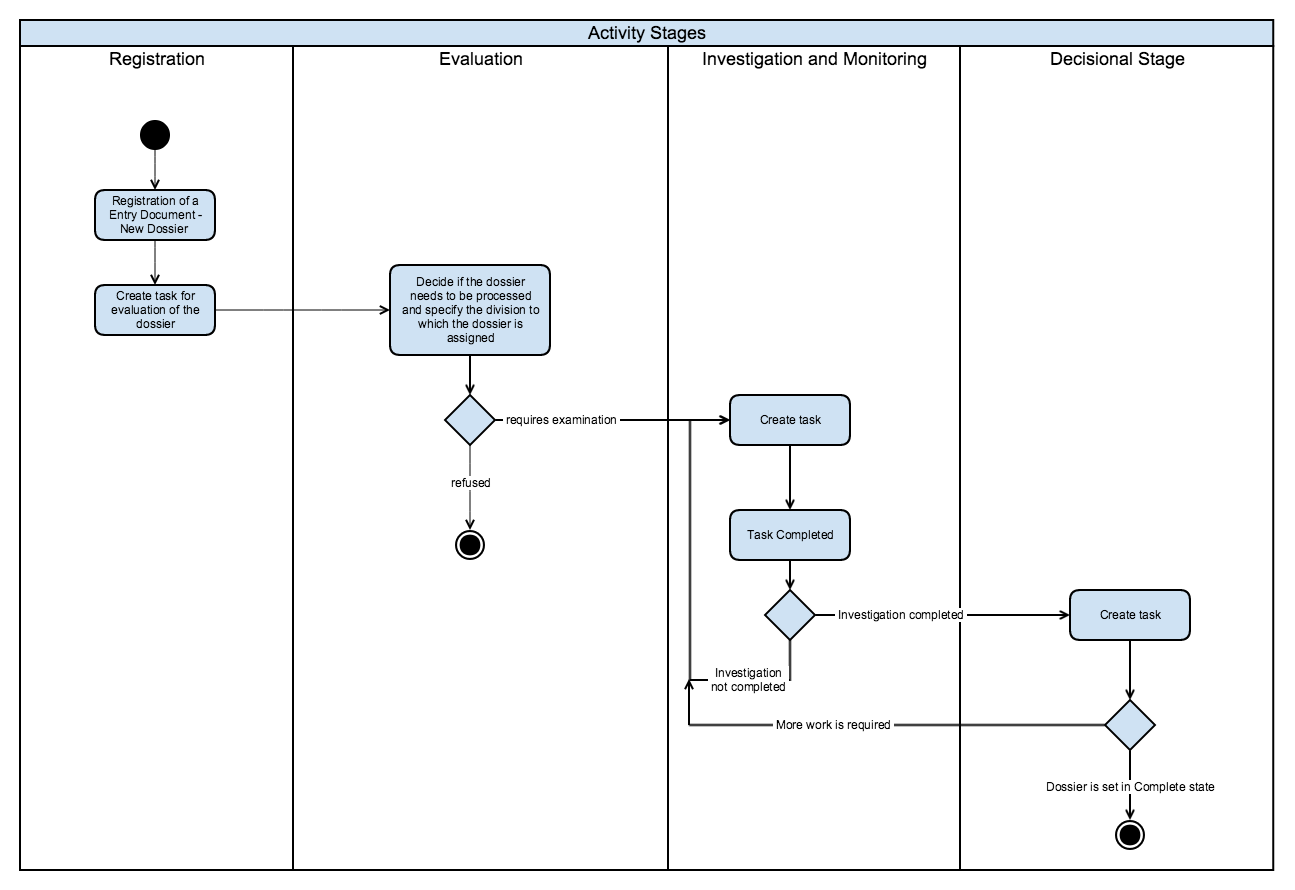 Activity Stages
Registration
Evaluation
Investigation and Monitoring
Decisional Stage
Registration of a
Entry Document -
New Dossier
Create task for
evaluation of the
dossier
Decide if the dossier
needs to be processed
and specify the division to
which the dossier is
assigned
requires examination
refused
Create task
Task Completed
Investigation completed
Investigation
not completed
Create task
More work is required
Dossier is set in Complete state